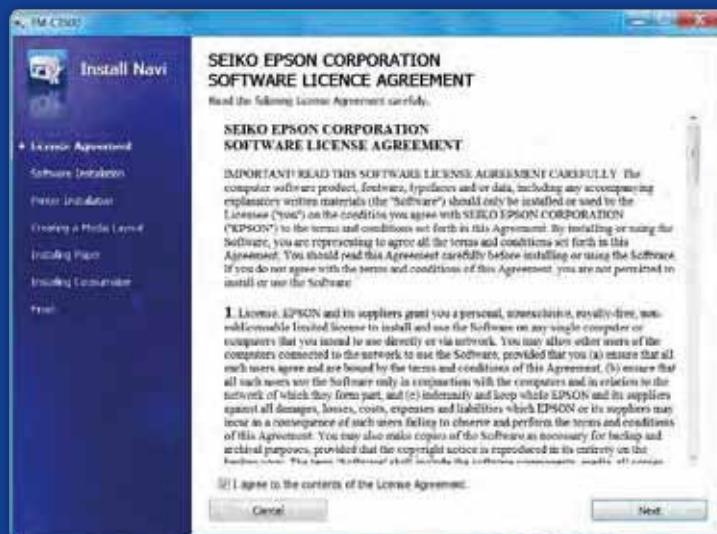 TM-C3500
Install Navi
License Agreement
Software Installation
Printer Installation
Creating a Media Layout
Installing Paper
Installing Consumables
Finish
SEIKO EPSON CORPORATION
SOFTWARE LICENCE AGREEMENT
Read the following License Agreement carefully.
SEIKO EPSON CORPORATION
SOFTWARE LICENSE AGREEMENT
IMPORTANT! READ THIS SOFTWARE LICENSE AGREEMENT CAREFULLY. The
computer software product, fontware, typefaces and/or data, including any accompanying
explanatory written materials (the "Software") should only be installed or used by the
Licensee ("you") on the condition you agree with SEIKO EPSON CORPORATION
("EPSON") to the terms and conditions set forth in this Agreement. By installing or using the
Software, you are representing to agree all the terms and conditions set forth in this
Agreement. You should read this Agreement carefully before installing or using the Software.
If you do not agree with the terms and conditions of this Agreement, you are not permitted to
install or use the Software.
1. License. EPSON and its suppliers grant you a personal, nonexclusive, royalty-free, non-
sublicensable limited license to install and use the Software on any single computer or
computers that you intend to use directly or via network. You may allow other users of the
computers connected to the network to use the Software, provided that you (a) ensure that all
such users agree and are bound by the terms and conditions of this Agreement, (b) ensure that
all such users use the Software only in conjunction with the computers and in relation to the
network of which they form part, and (c) indemnify and keep whole EPSON and its suppliers
against all damages, losses, costs, expenses and liabilities which EPSON or its suppliers may
incur as a consequence of such users failing to observe and perform the terms and conditions
of this Agreement. You may also make copies of the Software as necessary for backup and
archival purposes, provided that the copyright notice is reproduced in its entirety on the
backup copy. The term "Software" shall include the software components, media, all copies
I agree to the contents of the License Agreement.
Cancel
Next